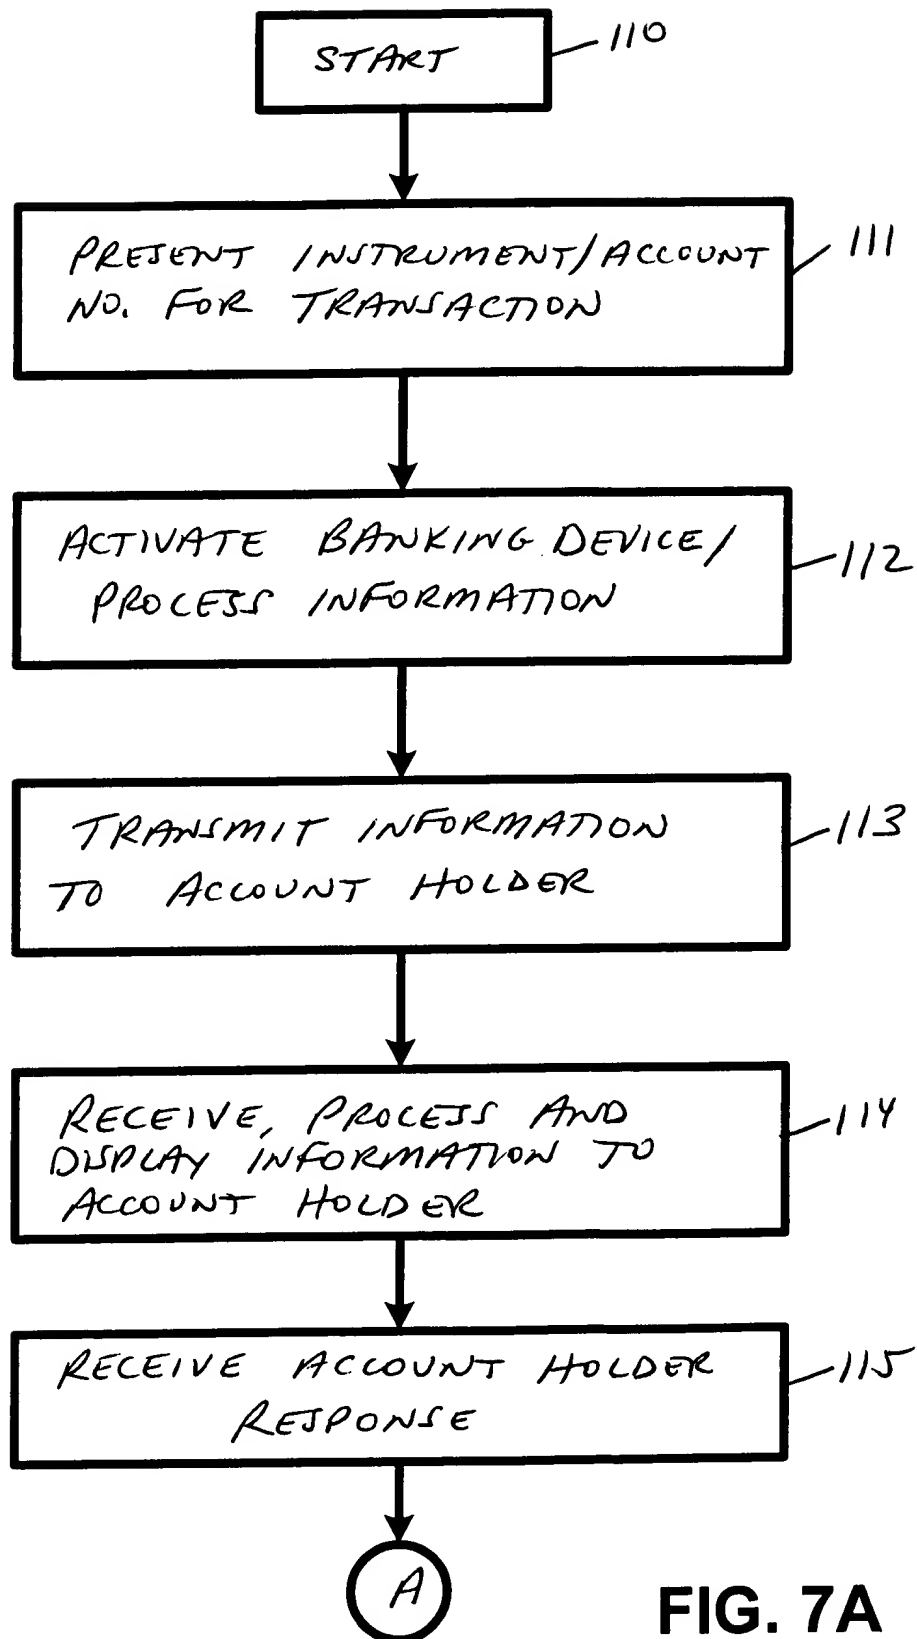 START
110
PRESENT INSTRUMENT/ACCOUNT
NO. FOR TRANSACTION
111
ACTIVATE BANKING DEVICE/
PROCESS INFORMATION
112
TRANSMIT INFORMATION
TO ACCOUNT HOLDER
113
RECEIVE, PROCESS AND
DISPLAY INFORMATION TO
ACCOUNT HOLDER
114
RECEIVE ACCOUNT HOLDER
RESPONSE
115
A
FIG. 7A